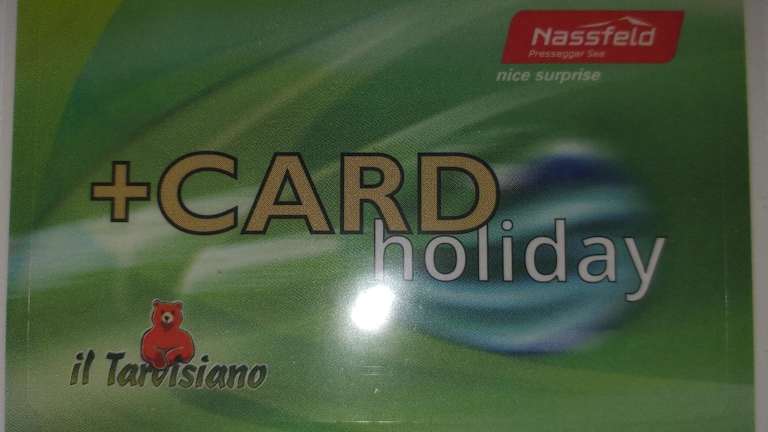 Nassfeld
Pressegger See
nice surprise
+CARD
holiday
il Tarvisiano